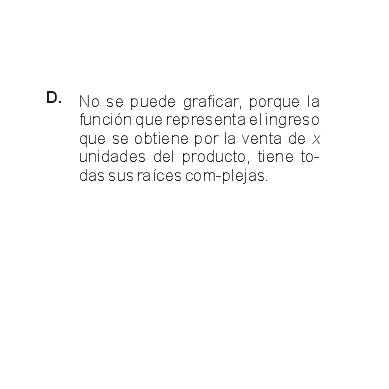 D. No se puede graficar, porque la
función que representa el ingreso
que se obtiene por la venta de x
unidades del producto, tiene to-
das sus raíces com-plejas.